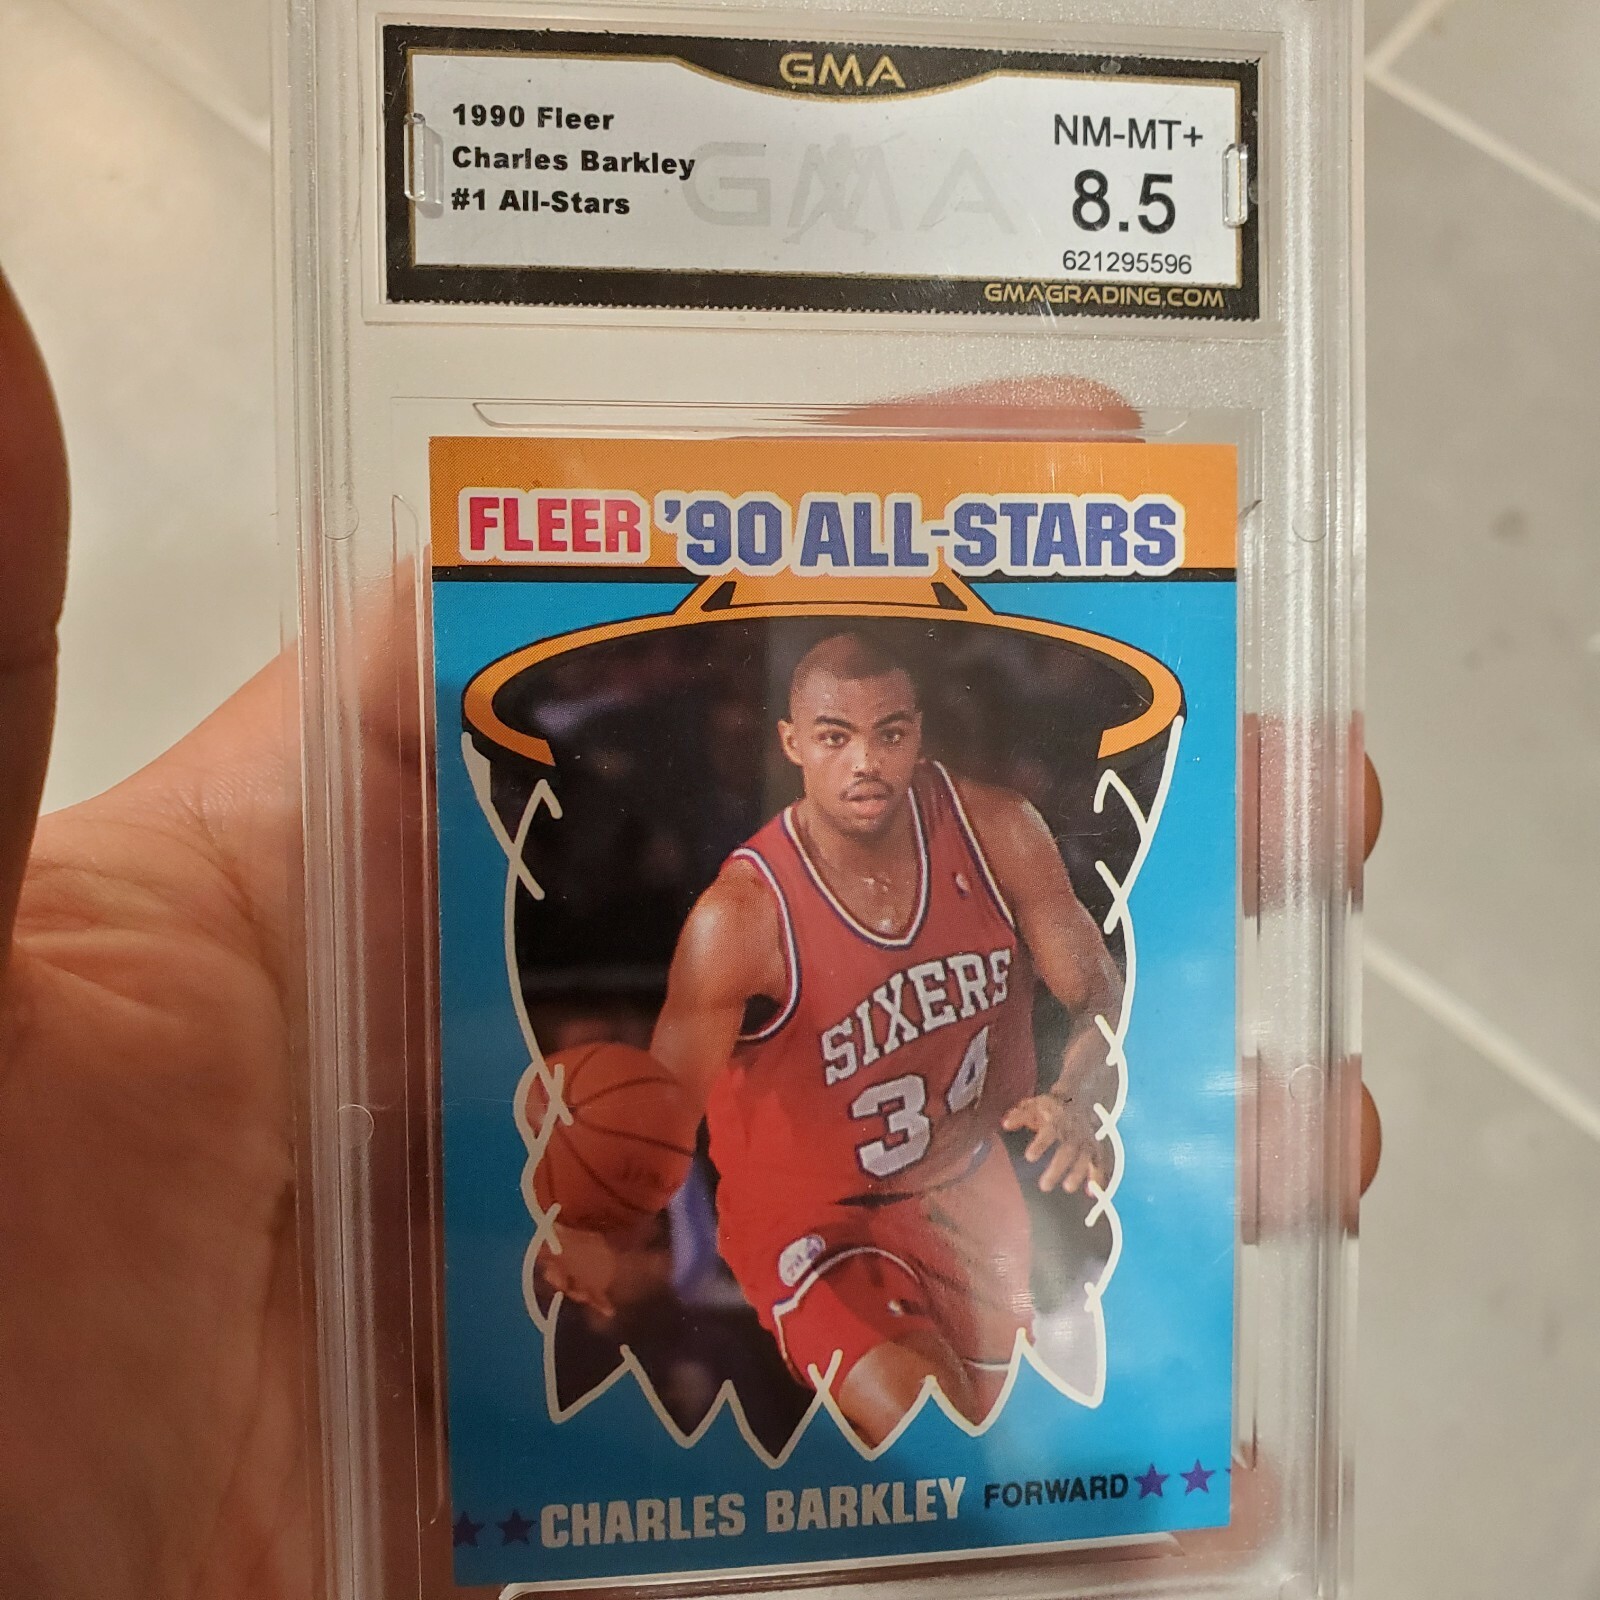 GMA
1990 Fleer
Charles Barkley
#1 All-Stars
GMA
NM-MT+
8.5
621295596
GMAGRADING.COM
FLEER '90 ALL-STARS
SIXERS
34
CHARLES BARKLEY FORWARD